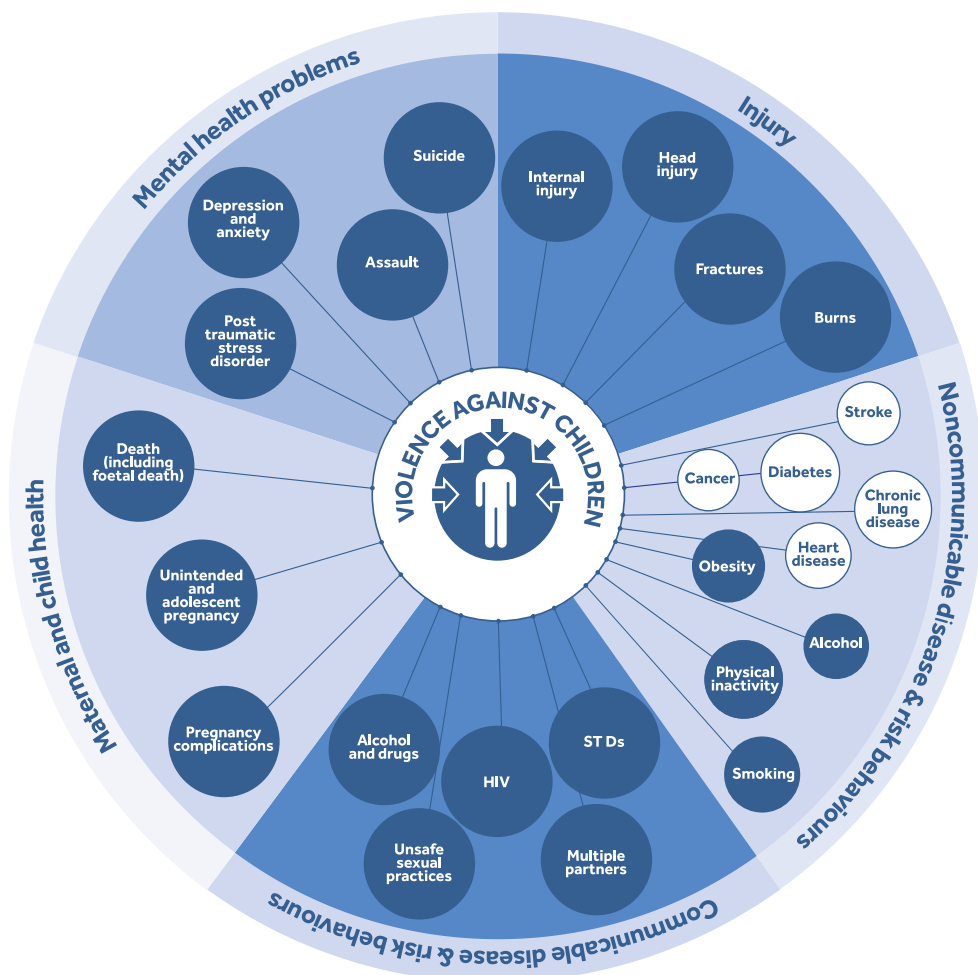 Mental health problems
Suicide
Depression
and
anxiety
Assault
Post
traumatic
stress
disorder
Injury
Internal
injury
Head
injury
Fractures
Burns
Noncommunicable disease & risk behaviours
Stroke
Cancer
Diabetes
Chronic
lung
disease
Heart
disease
Obesity
Alcohol
Physical
inactivity
Smoking
Communicable disease & risk behaviours
ST Ds
Multiple
partners
HIV
Alcohol
and drugs
Unsafe
sexual
practices
Maternal and child health
Death
(including
foetal death)
Unintended
and
adolescent
pregnancy
Pregnancy
complications
VIOLENCE AGAINST CHILDREN